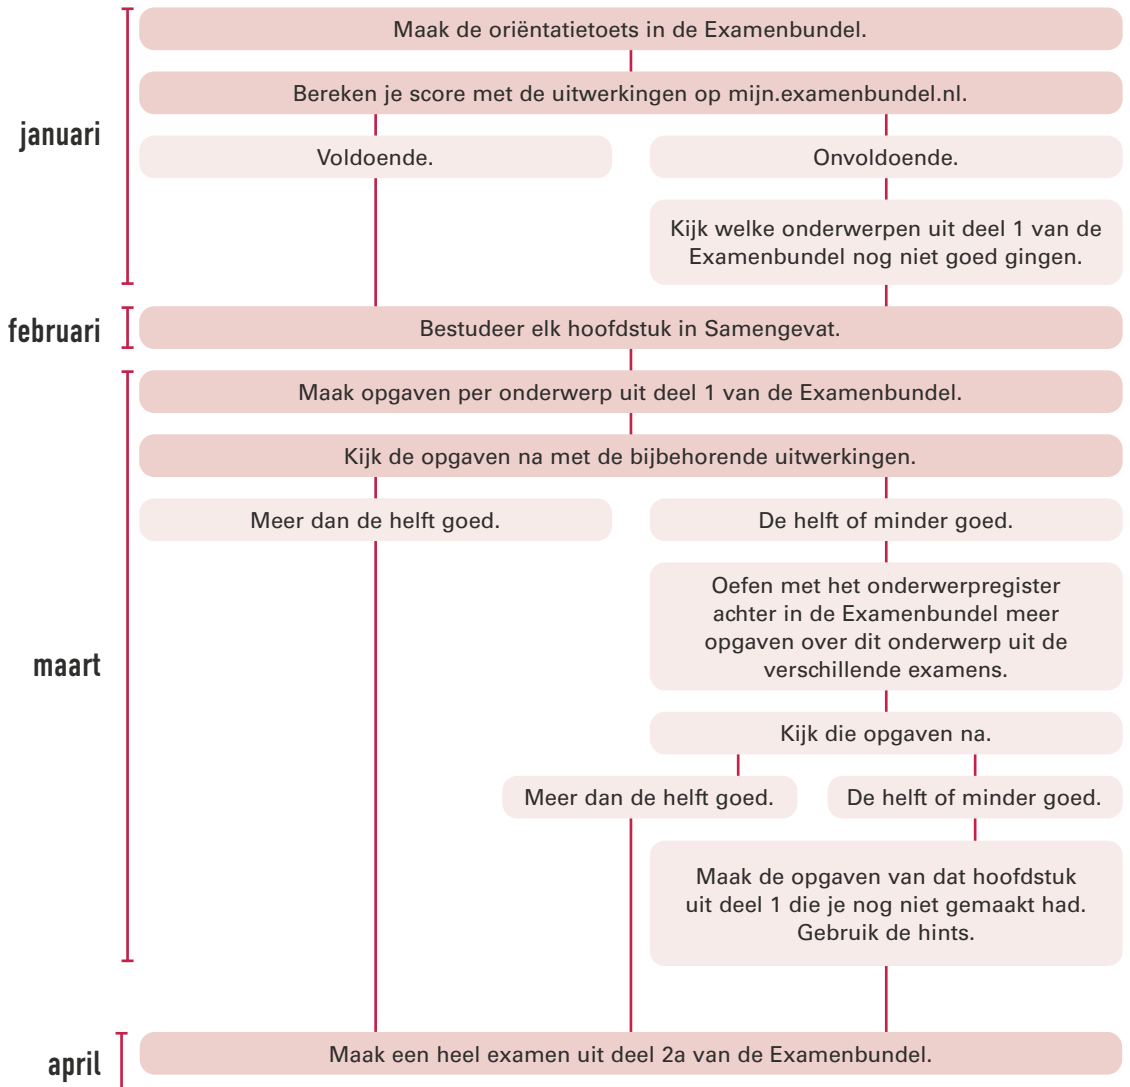 januari
Maak de oriëntatietoets in de Examenbundel.
Bereken je score met de uitwerkingen op mijn.examenbundel.nl.
Voldoende.
Onvoldoende.
Kijk welke onderwerpen uit deel 1 van de
Examenbundel nog niet goed gingen.
februari
Bestudeer elk hoofdstuk in Samengevat.
maart
Maak opgaven per onderwerp uit deel 1 van de Examenbundel.
Kijk de opgaven na met de bijbehorende uitwerkingen.
Meer dan de helft goed.
De helft of minder goed.
Oefen met het onderwerpregister
achter in de Examenbundel meer
opgaven over dit onderwerp uit de
verschillende examens.
Kijk die opgaven na.
Meer dan de helft goed.
De helft of minder goed.
Maak de opgaven van dat hoofdstuk
uit deel 1 die je nog niet gemaakt had.
Gebruik de hints.
april
Maak een heel examen uit deel 2a van de Examenbundel.